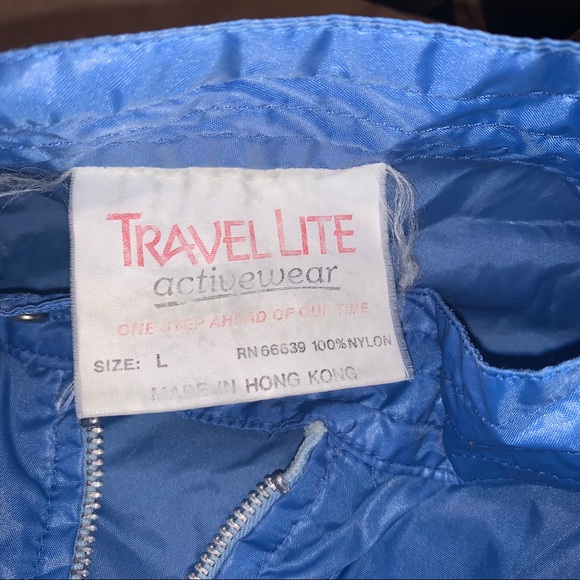 TRAVEL LITE
activewear
ONE STEP AHEAD OF OUR TIME
SIZE: L RN 66639 100% NYLON
MADE IN HONG KONG